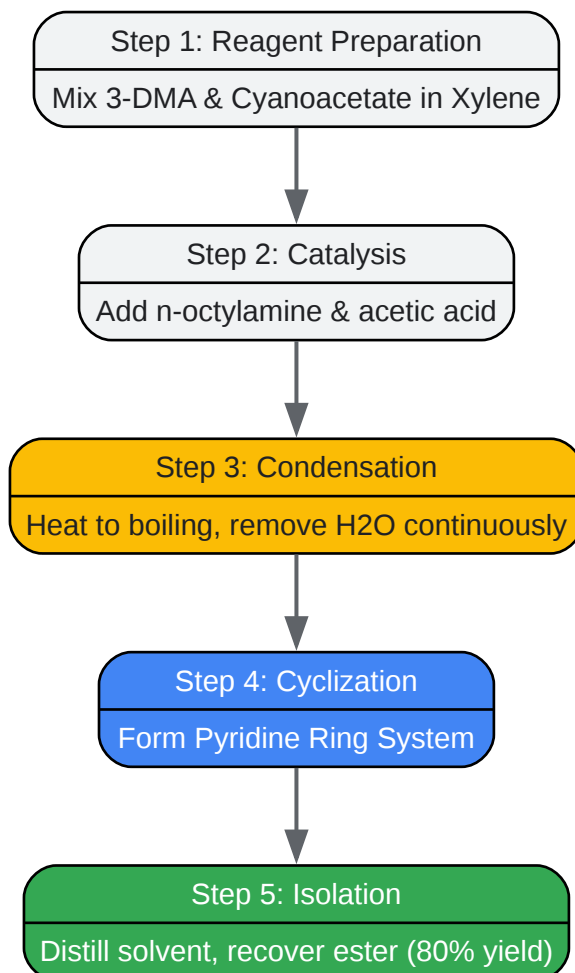 Step 1: Reagent Preparation
Mix 3-DMA & Cyanoacetate in Xylene
Step 2: Catalysis
Add n-octylamine & acetic acid
Step 3: Condensation
Heat to boiling, remove H2O continuously
Step 4: Cyclization
Form Pyridine Ring System
Step 5: Isolation
Distill solvent, recover ester (80% yield)